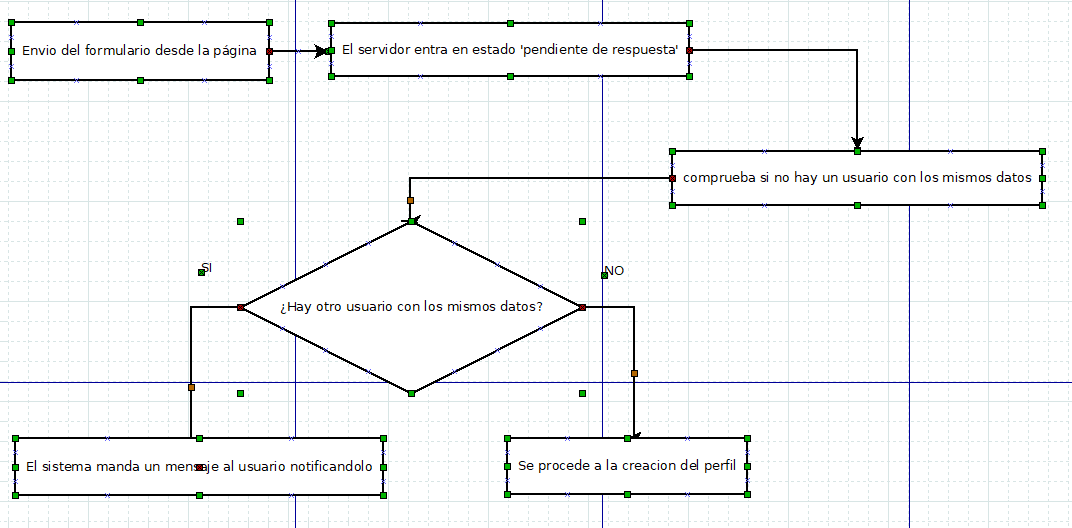 Envio del formulario desde la página
El servidor entra en estado 'pendiente de respuesta'
comprueba si no hay un usuario con los mismos datos
SI
NO
¿Hay otro usuario con los mismos datos?
El sistema manda un mensaje al usuario notificandolo
Se procede a la creacion del perfil